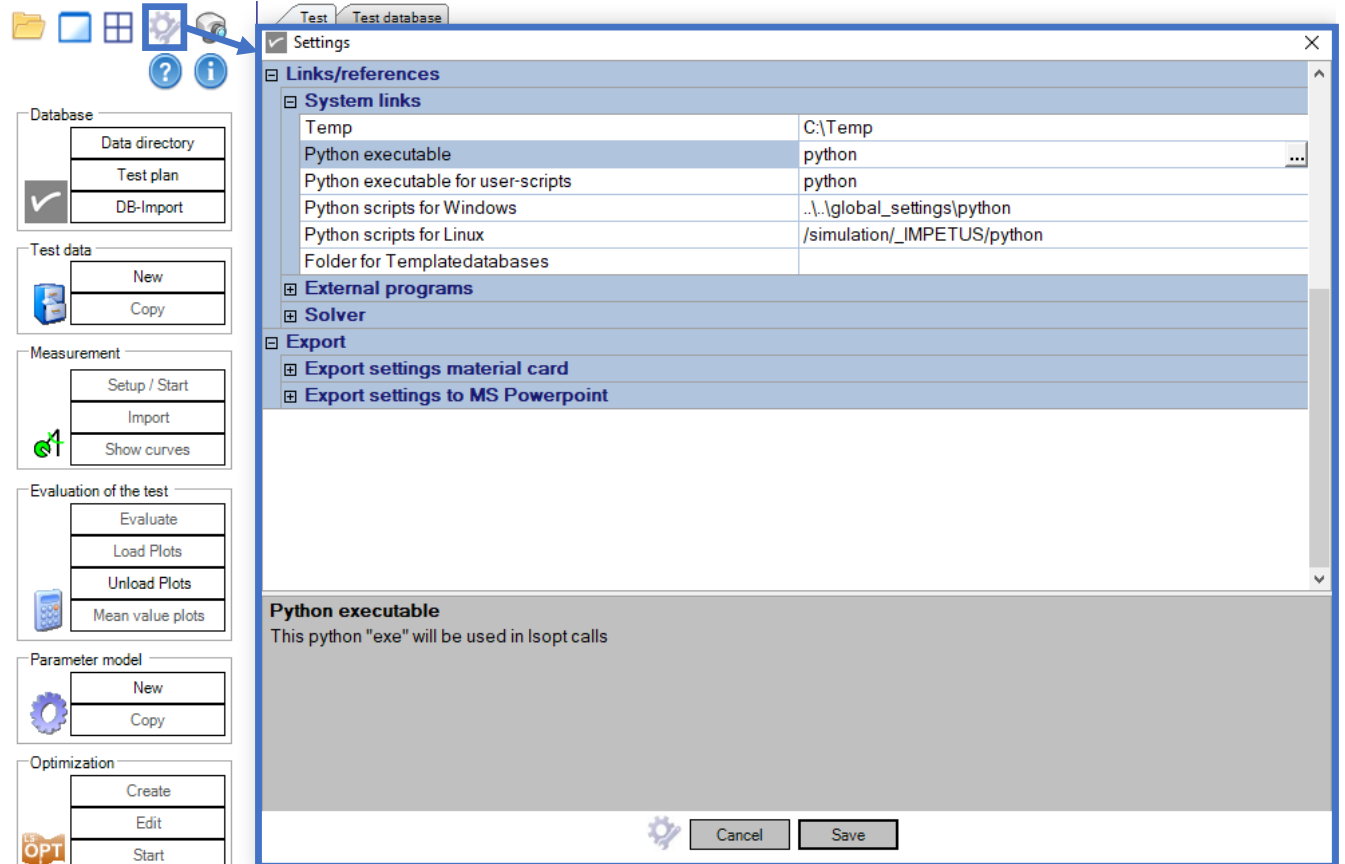 Test
Test database
Settings
Links/references
System links
Temp
C:\Temp
Python executable
python
...
Python executable for user-scripts
python
Python scripts for Windows
..\..\global_settings\python
Python scripts for Linux
/simulation/_IMPETUS/python
Folder for Templatedatabases
External programs
Solver
Export
Export settings material card
Export settings to MS Powerpoint
Python executable
This python "exe" will be used in lsopt calls
Cancel
Save
Database
Data directory
Test plan
DB-Import
Test data
New
Copy
Measurement
Setup / Start
Import
Show curves
Evaluation of the test
Evaluate
Load Plots
Unload Plots
Mean value plots
Parameter model
New
Copy
Optimization
Create
Edit
Start
LS
OPT